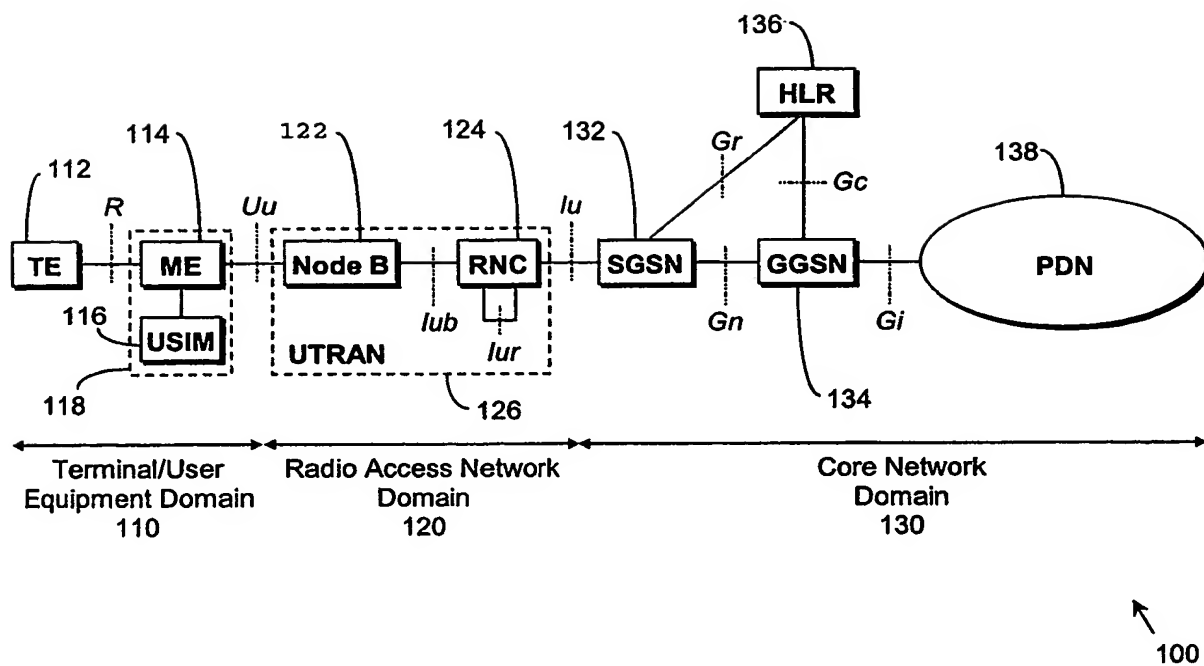 136
HLR
114
122
124
132
Gr
138
112
R
Uu
Iu
Gc
TE
ME
Node B
RNC
SGSN
GGSN
PDN
116
USIM
Iub
Iur
Gn
Gi
UTRAN
118
126
134
Terminal/User
Equipment Domain
110
Radio Access Network
Domain
120
Core Network
Domain
130
100